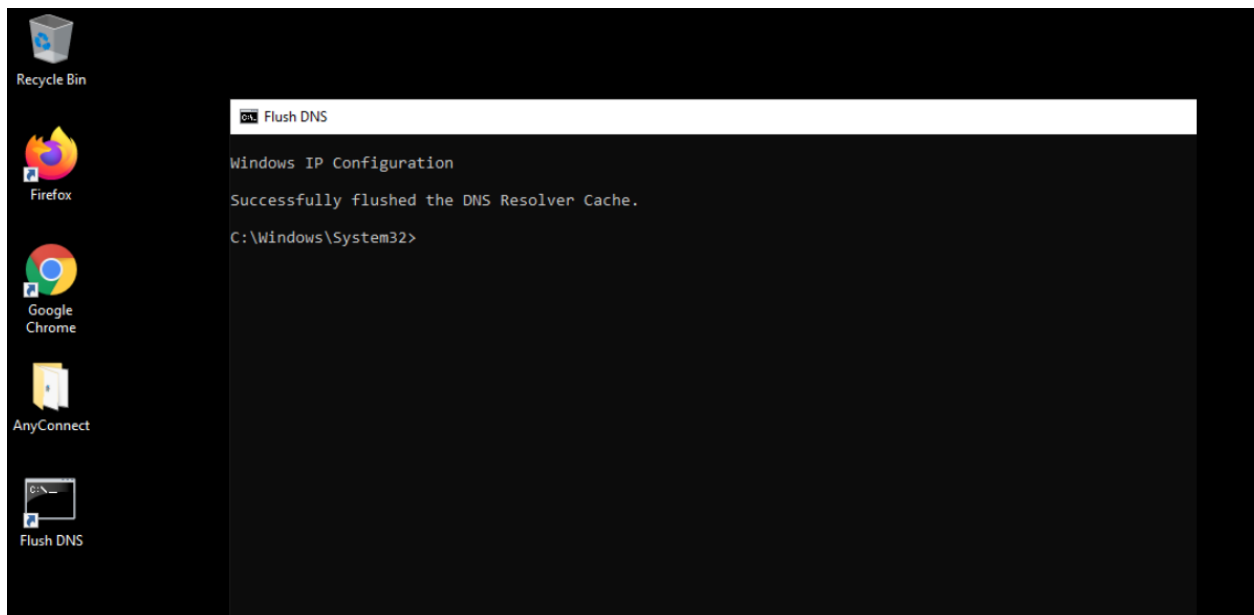 Recycle Bin
Firefox
Google
Chrome
AnyConnect
Flush DNS
Flush DNS
Windows IP Configuration
Successfully flushed the DNS Resolver Cache.
C:\Windows\System32>